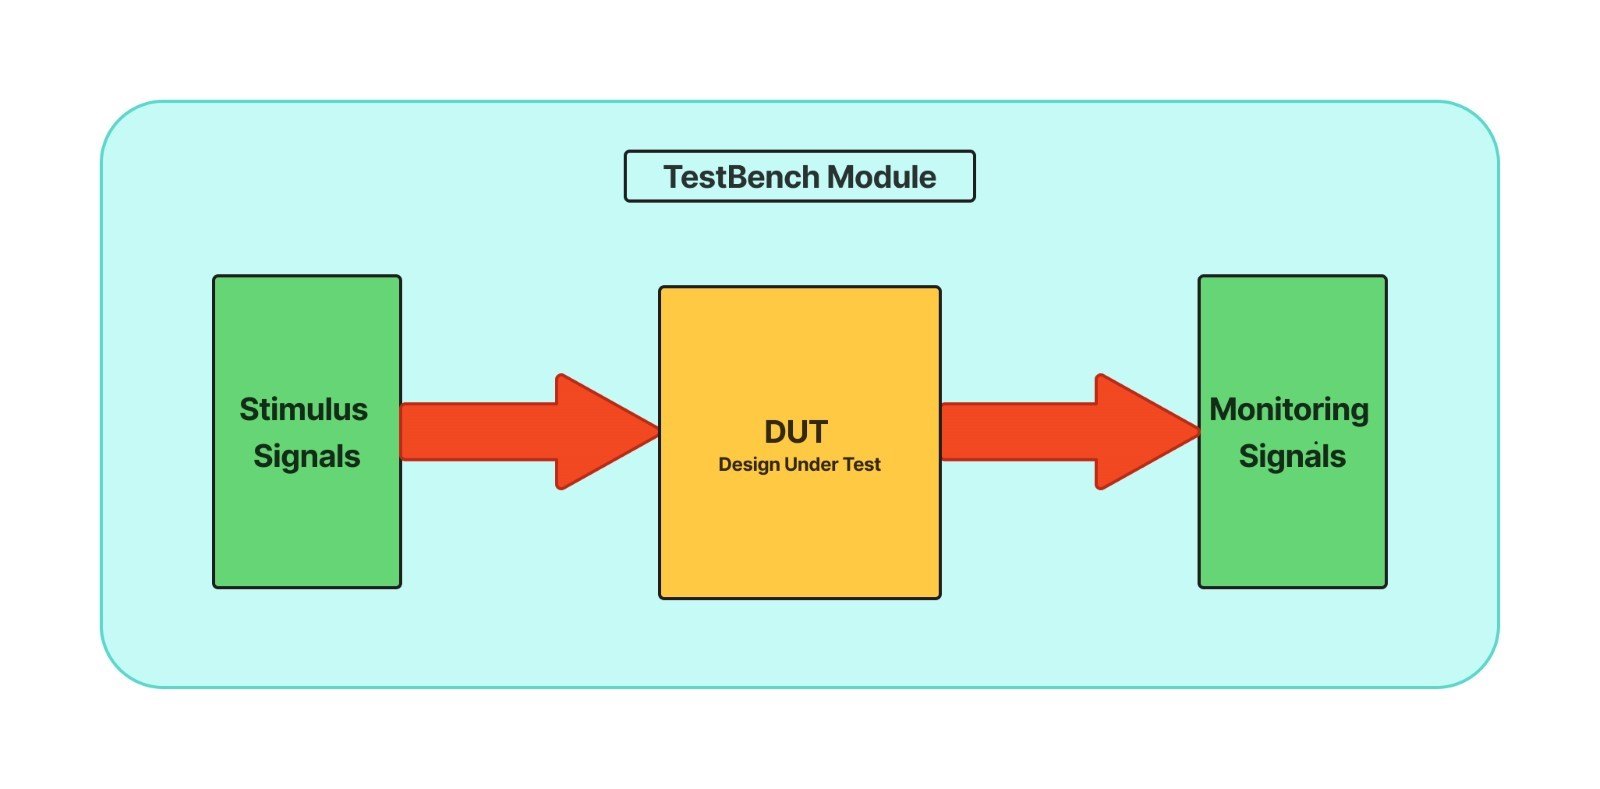 TestBench Module
Stimulus
Signals
DUT
Design Under Test
Monitoring
Signals